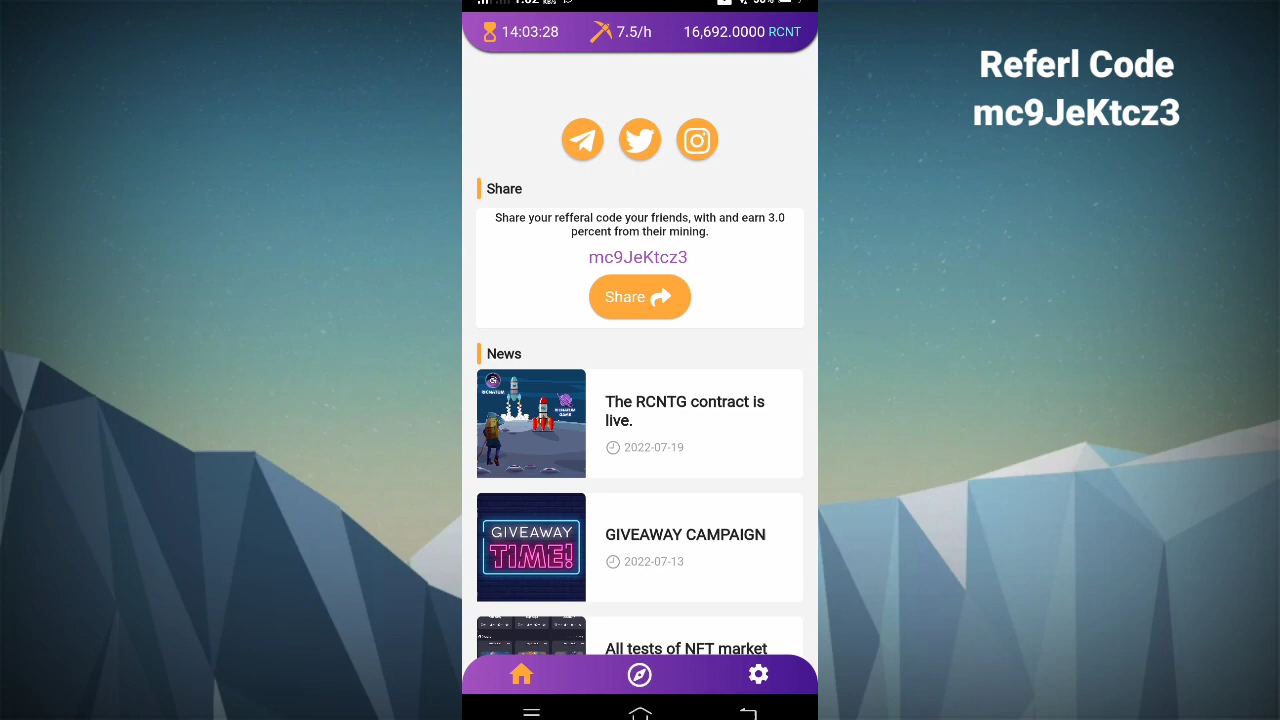 14:03:28 7.5/h 16,692.0000 RCNT
Referl Code
mc9JeKtcz3
Share
Share your refferal code your friends, with and earn 3.0
percent from their mining.
mc9JeKtcz3
Share
News
The RCNTG contract is
live.
2022-07-19
GIVEAWAY
TIME!
GIVEAWAY CAMPAIGN
2022-07-13
All tests of NFT market